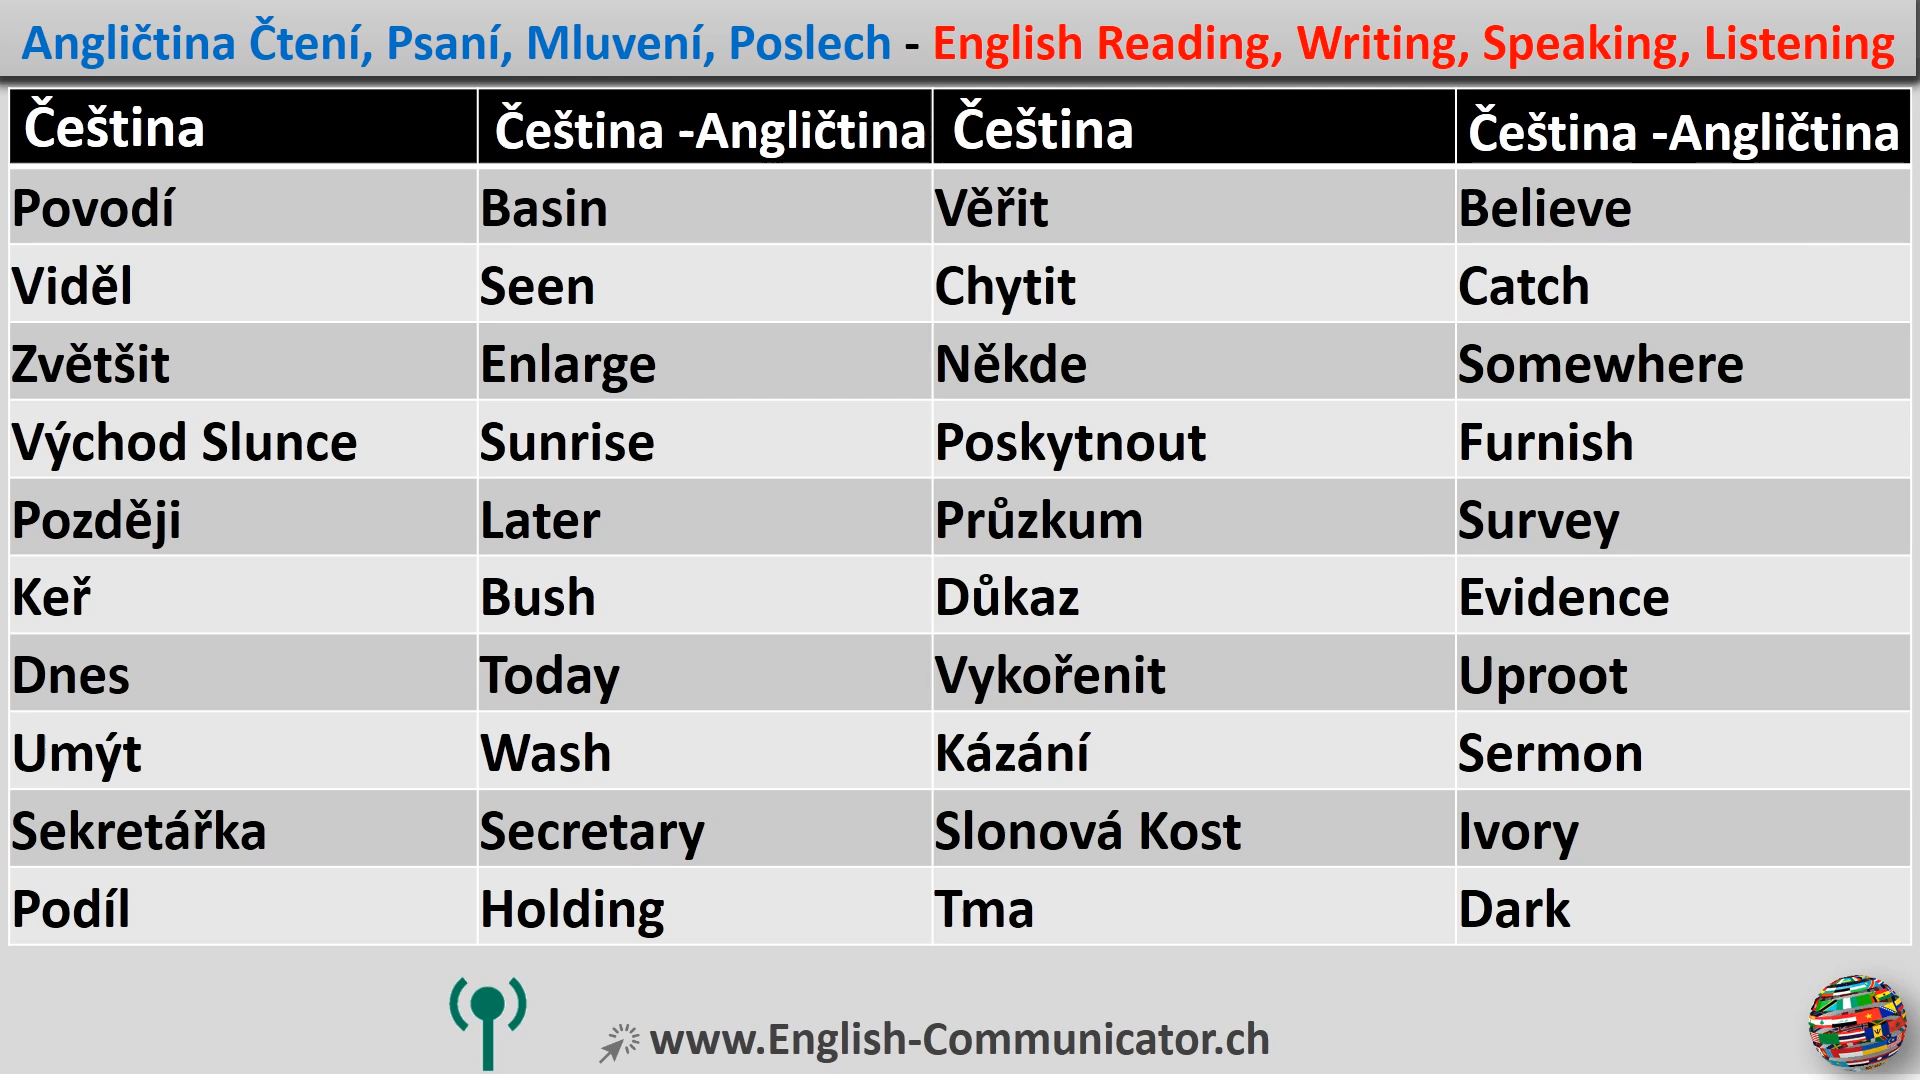 Angličtina Čtení, Psaní, Mluvení, Poslech - English Reading, Writing, Speaking, Listening
Čeština Čeština -Angličtina Čeština Čeština -Angličtina
Povodí Basin Věřit Believe
Viděl Seen Chytit Catch
Zvětšit Enlarge Někde Somewhere
Východ Slunce Sunrise Poskytnout Furnish
Později Later Průzkum Survey
Keř Bush Důkaz Evidence
Dnes Today Vykořenit Uproot
Umýt Wash Kázání Sermon
Sekretářka Secretary Slonová Kost Ivory
Podíl Holding Tma Dark
www.English-Communicator.ch